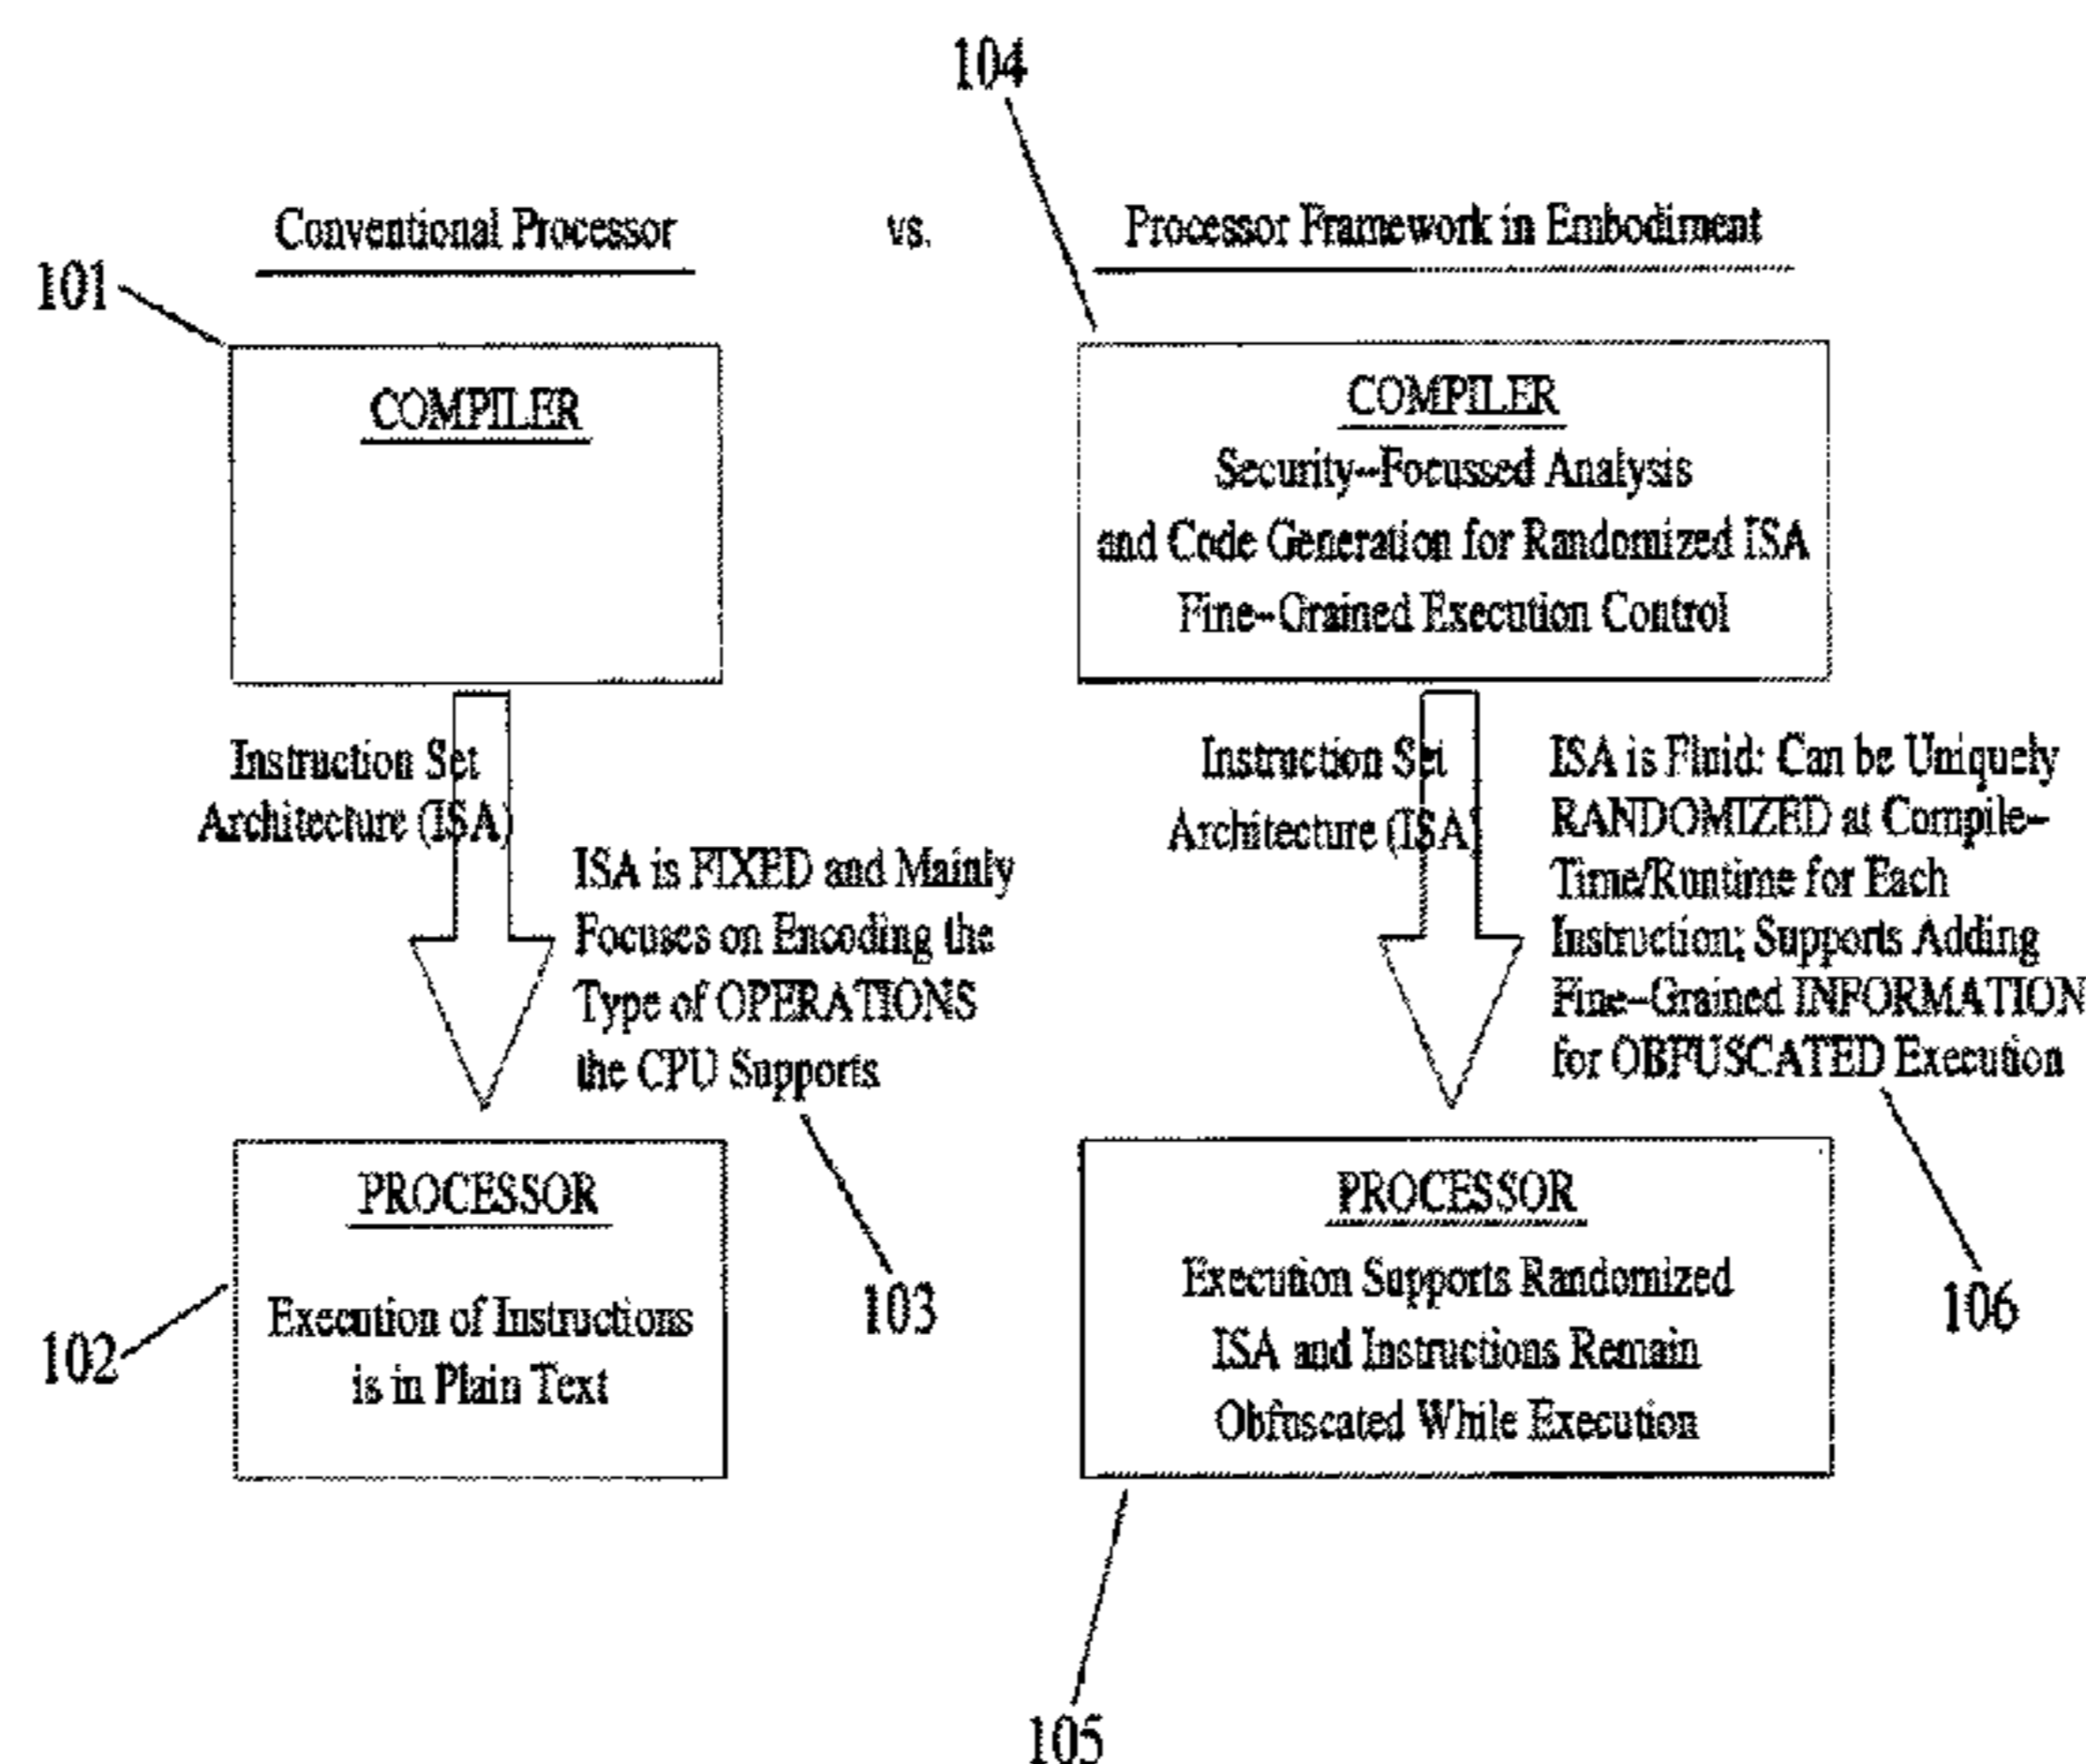 104
Conventional Processor
vs.
Processor Framework in Embodiment
101
COMPILER
COMPILER
Security-Focussed Analysis
and Code Generation for Randomized ISA
Fine-Grained Execution Control
Instruction Set
Architecture (ISA)
ISA is FIXED and Mainly
Focuses on Encoding the
Type of OPERATIONS
the CPU Supports
Instruction Set
Architecture (ISA)
ISA is Fluid: Can be Uniquely
RANDOMIZED at Compile-
Time/Runtime for Each
Instruction; Supports Adding
Fine-Grained INFORMATION
for OBFUSCATED Execution
PROCESSOR
Execution of Instructions
is in Plain Text
102
103
PROCESSOR
Execution Supports Randomized
ISA and Instructions Remain
Obfuscated While Execution
106
105